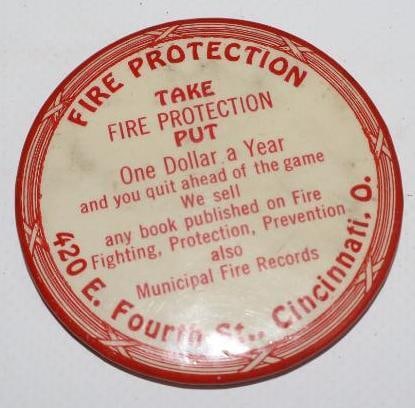 FIRE PROTECTION
TAKE
FIRE PROTECTION
PUT
One Dollar a Year
and you quit ahead of the game
We sell
any book published on Fire
Fighting, Protection, Prevention
also
Municipal Fire Records
420 E. Fourth St., Cincinnati, O.